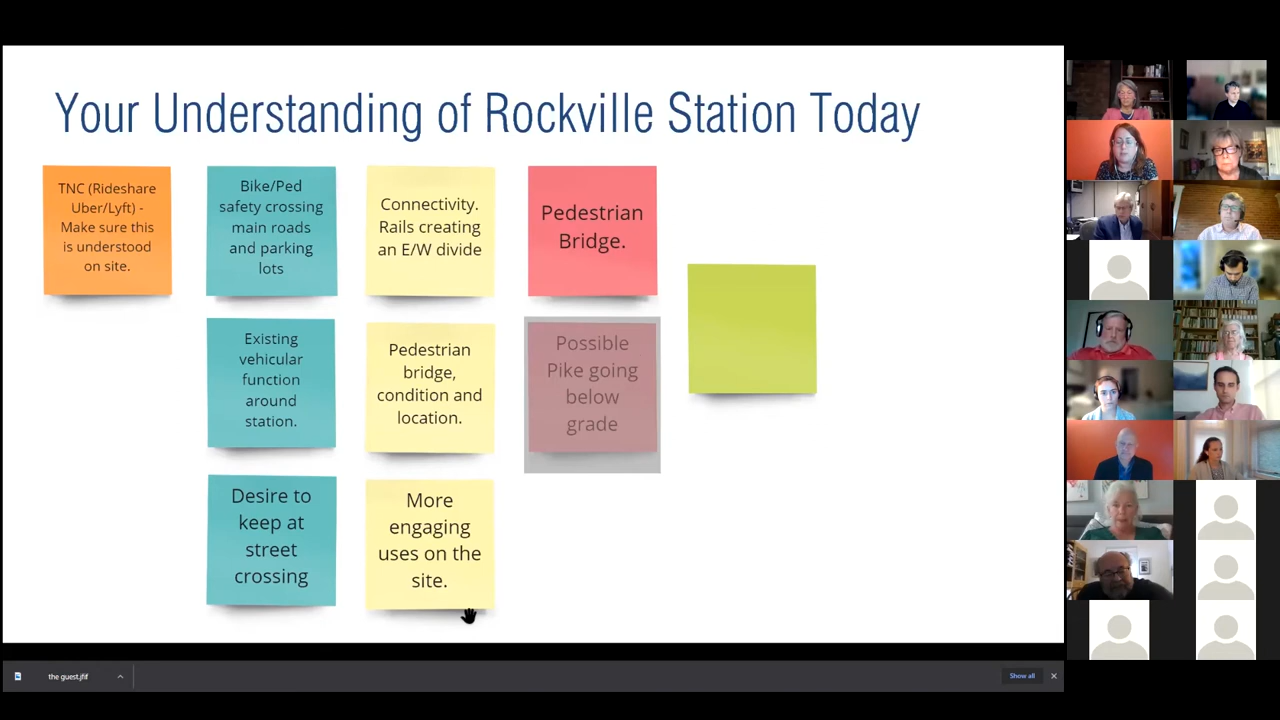 Your Understanding of Rockville Station Today
TNC (Rideshare
Uber/Lyft) -
Make sure this
is understood
on site.
Bike/Ped
safety crossing
main roads
and parking
lots
Connectivity.
Rails creating
an E/W divide
Pedestrian
Bridge.
Existing
vehicular
function
around
station.
Pedestrian
bridge,
condition and
location.
Possible
Pike going
below
grade
Desire to
keep at
street
crossing
More
engaging
uses on the
site.
the guest.jfif
Show all